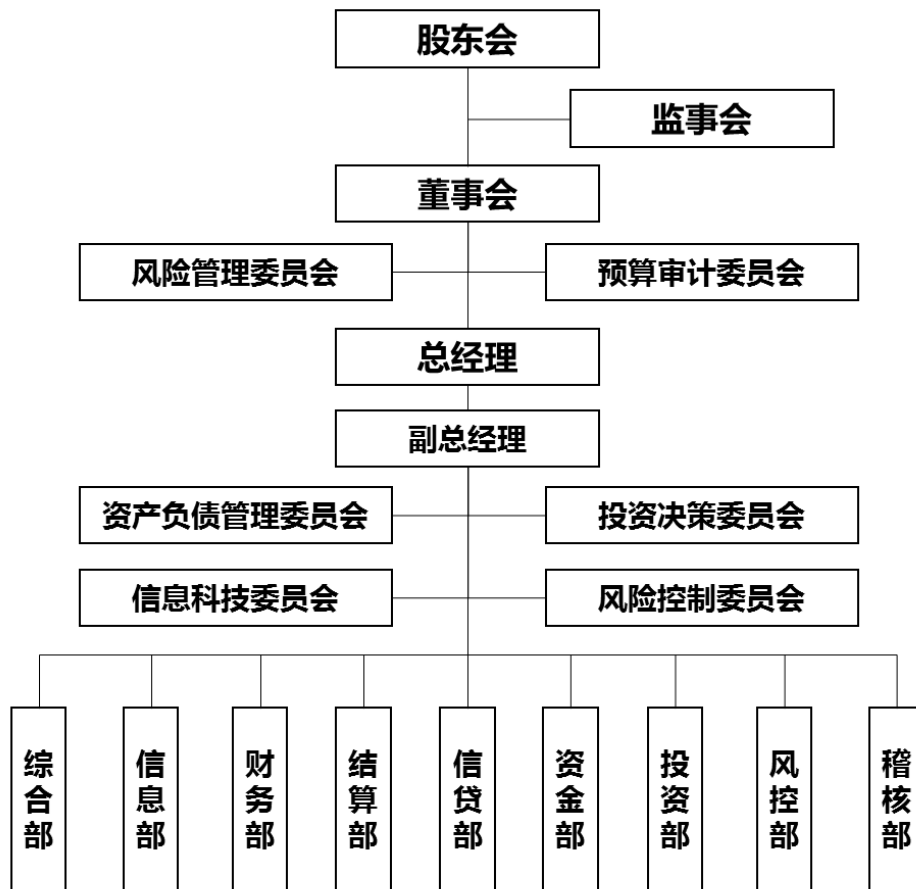 股东会
监事会
董事会
风险管理委员会
预算审计委员会
总经理
副总经理
资产负债管理委员会
投资决策委员会
信息科技委员会
风险控制委员会
综合部
信息部
财务部
结算部
信贷部
资金部
投资部
风控部
稽核部